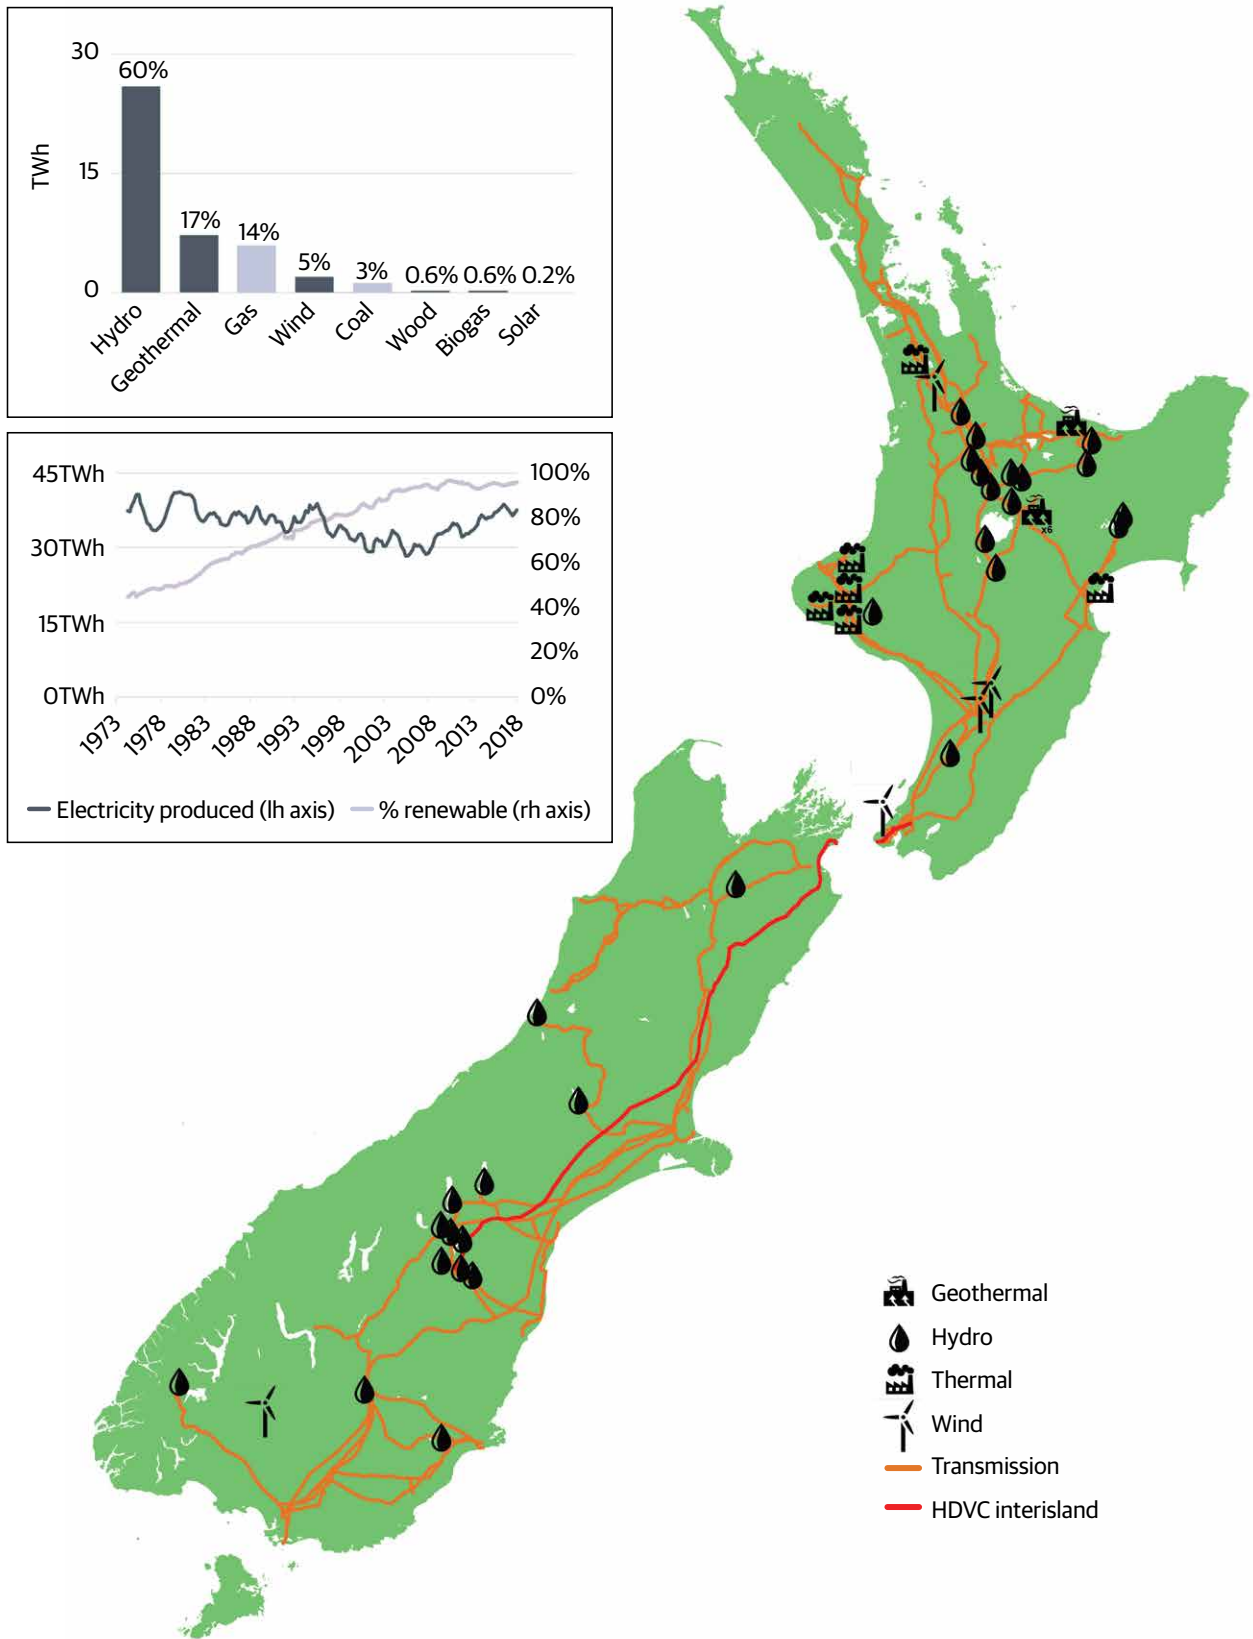 30
60%
TWh
15
17%
14%
5%
3%
0.6%
0.6%
0.2%
0
Hydro
Geothermal
Gas
Wind
Coal
Wood
Biogas
Solar
45TWh
100%
80%
30TWh
60%
40%
15TWh
20%
0TWh
0%
1973
1978
1983
1988
1993
1998
2003
2008
2013
2018
Electricity produced (lh axis)
% renewable (rh axis)
x6
Geothermal
Hydro
Thermal
Wind
Transmission
HDVC interisland